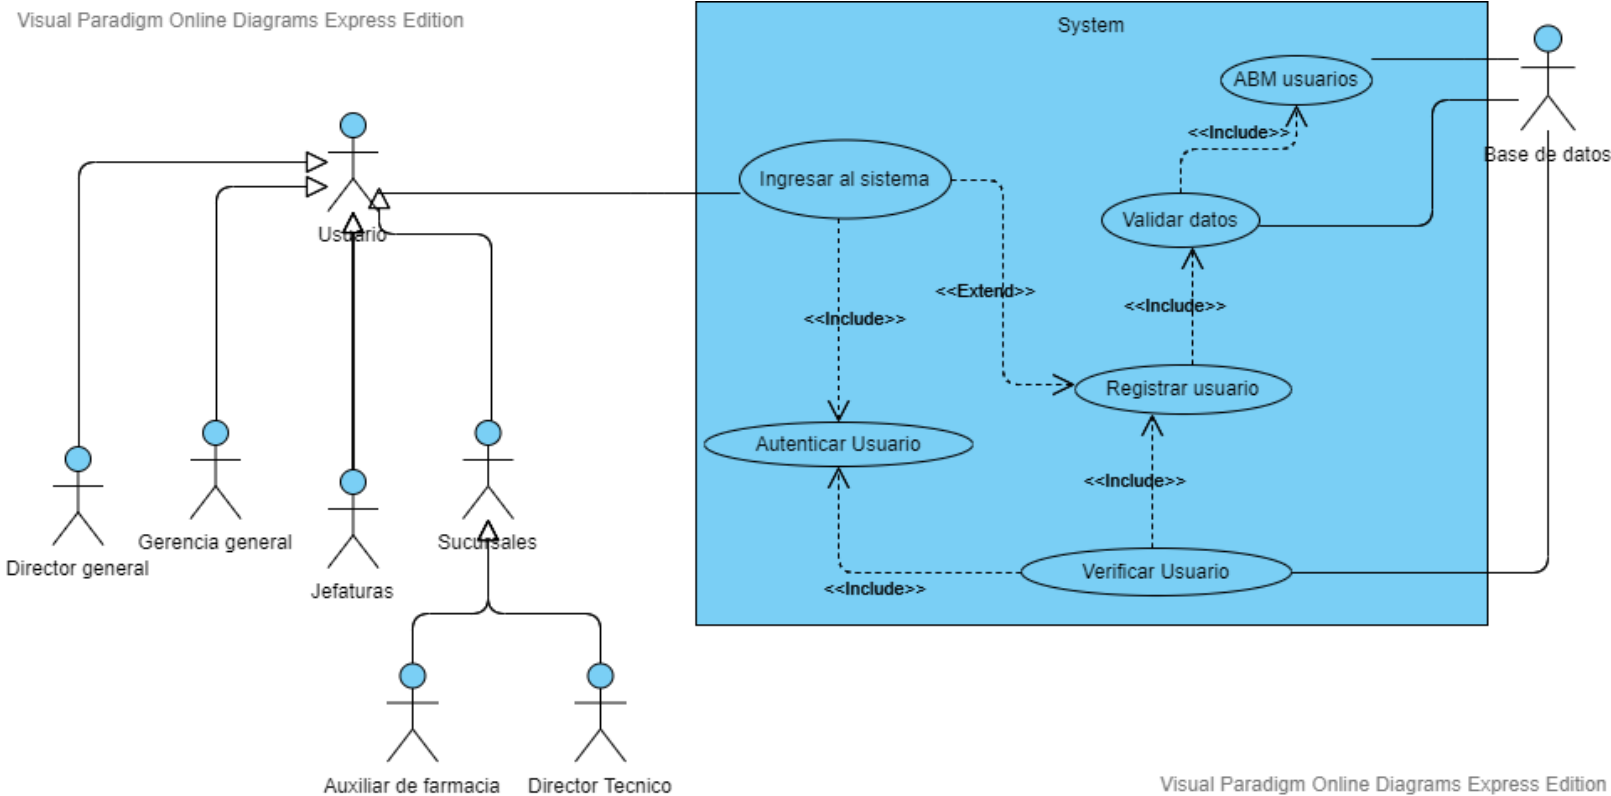 Visual Paradigm Online Diagrams Express Edition
System
ABM usuarios
<<Include>>
Base de datos
Ingresar al sistema
Validar datos
Usuario
<<Extend>>
<<Include>>
<<Include>>
Registrar usuario
Autenticar Usuario
<<Include>>
Gerencia general
Sucursales
Director general
Verificar Usuario
Jefaturas
<<Include>>
Auxiliar de farmacia
Director Tecnico
Visual Paradigm Online Diagrams Express Edition